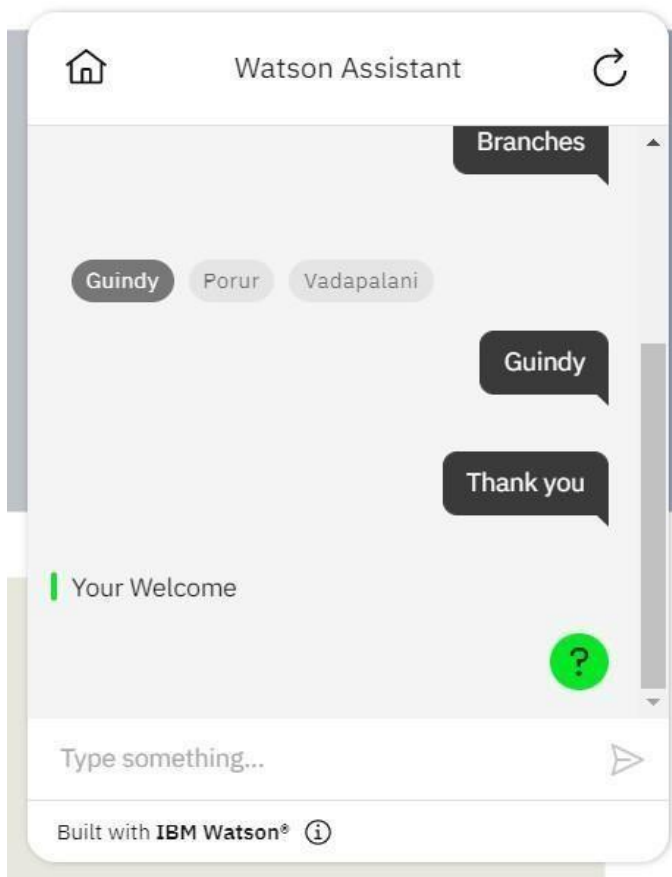 Watson Assistant
Branches
Guindy Porur Vadapalani
Guindy
Thank you
Your Welcome
?
Type something...
Built with IBM Watson®